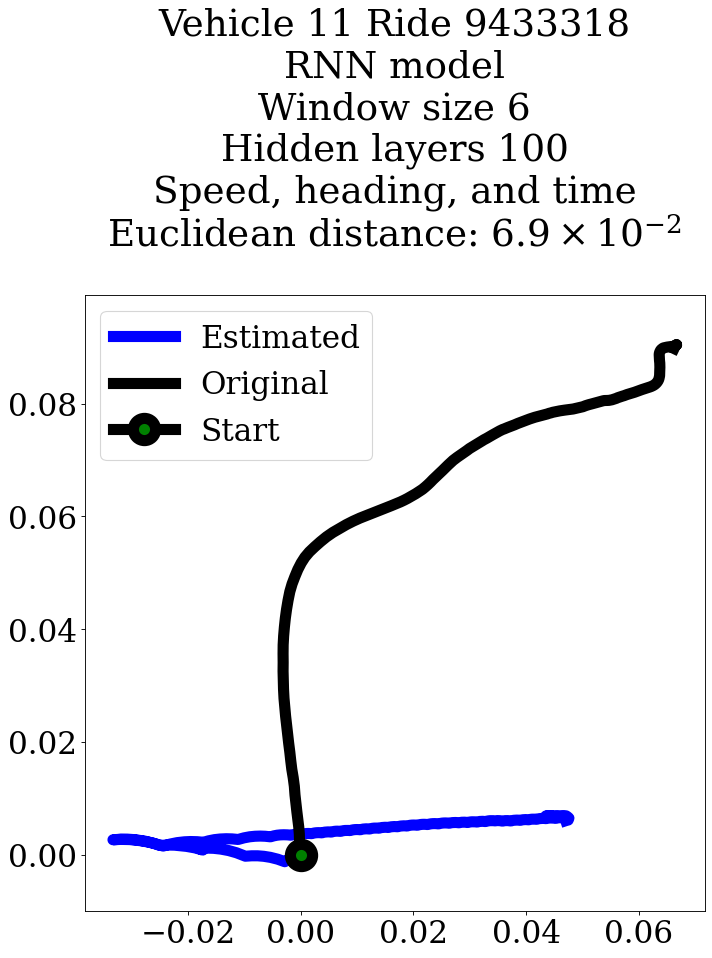 Vehicle 11 Ride 9433318
RNN model
Window size 6
Hidden layers 100
Speed, heading, and time
Euclidean distance: 6.9 × 10⁻²
Estimated
Original
Start
0.08
0.06
0.04
0.02
0.00
−0.02 0.00 0.02 0.04 0.06